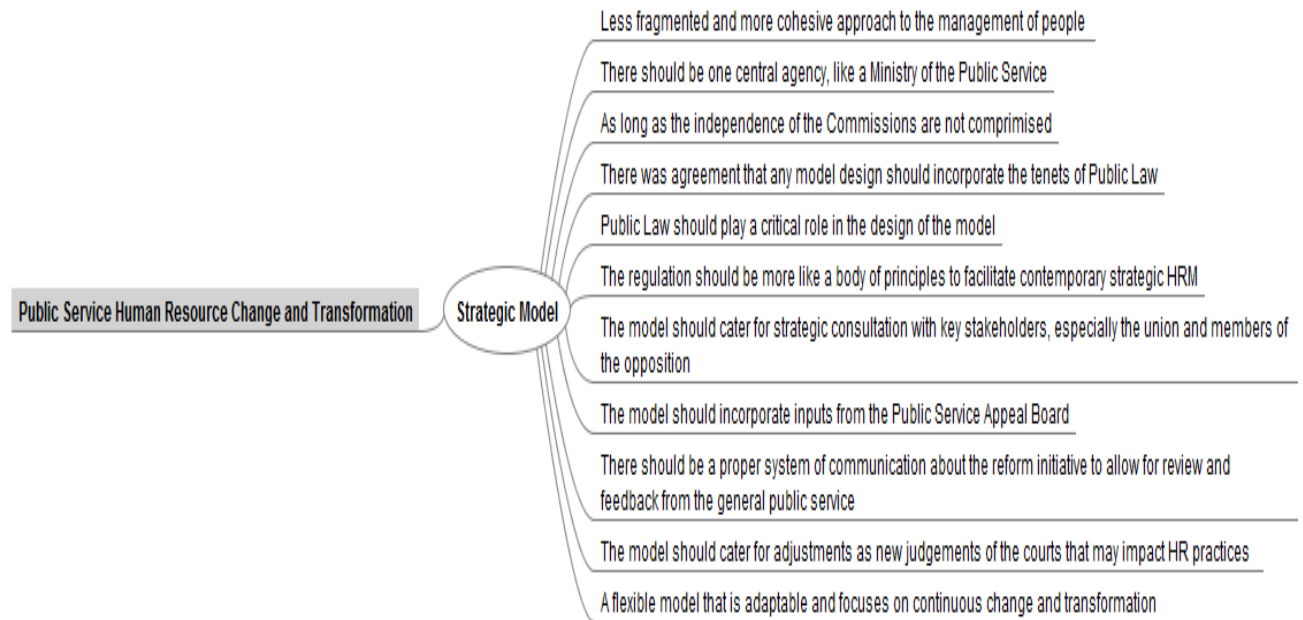 Less fragmented and more cohesive approach to the management of people
There should be one central agency, like a Ministry of the Public Service
As long as the independence of the Commissions are not comprimised
There was agreement that any model design should incorporate the tenets of Public Law
Public Law should play a critical role in the design of the model
The regulation should be more like a body of principles to facilitate contemporary strategic HRM
Public Service Human Resource Change and Transformation
Strategic Model
The model should cater for strategic consultation with key stakeholders, especially the union and members of
the opposition
The model should incorporate inputs from the Public Service Appeal Board
There should be a proper system of communication about the reform initiative to allow for review and
feedback from the general public service
The model should cater for adjustments as new judgements of the courts that may impact HR practices
A flexible model that is adaptable and focuses on continuous change and transformation